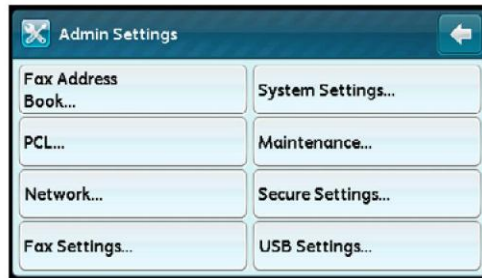 Admin Settings
Fax Address
Book...
System Settings...
PCL...
Maintenance...
Network...
Secure Settings...
Fax Settings...
USB Settings...